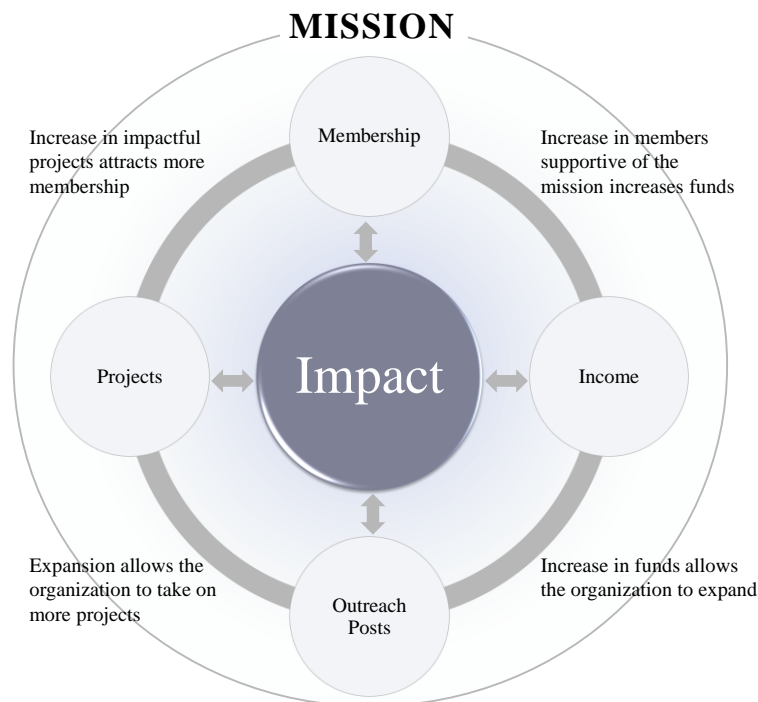 MISSION
Membership
Increase in impactful
projects attracts more
membership
Increase in members
supportive of the
mission increases funds
Projects
Impact
Income
Expansion allows the
organization to take on
more projects
Increase in funds allows
the organization to expand
Outreach
Posts